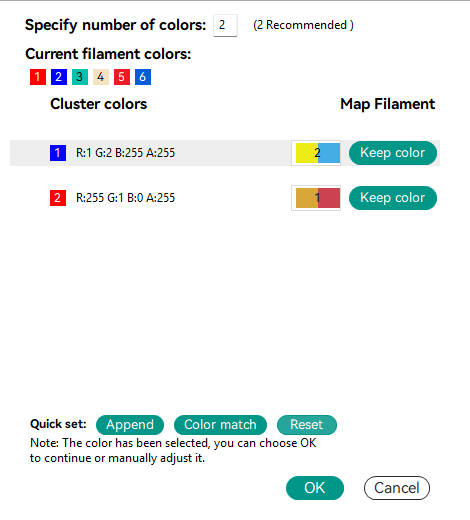 Specify number of colors: 2 (2 Recommended )
Current filament colors:
1 2 3 4 5 6
Cluster colors Map Filament
1 R:1 G:2 B:255 A:255 2 Keep color
2 R:255 G:1 B:0 A:255 1 Keep color
Quick set: Append Color match Reset
Note: The color has been selected, you can choose OK
to continue or manually adjust it.
OK Cancel